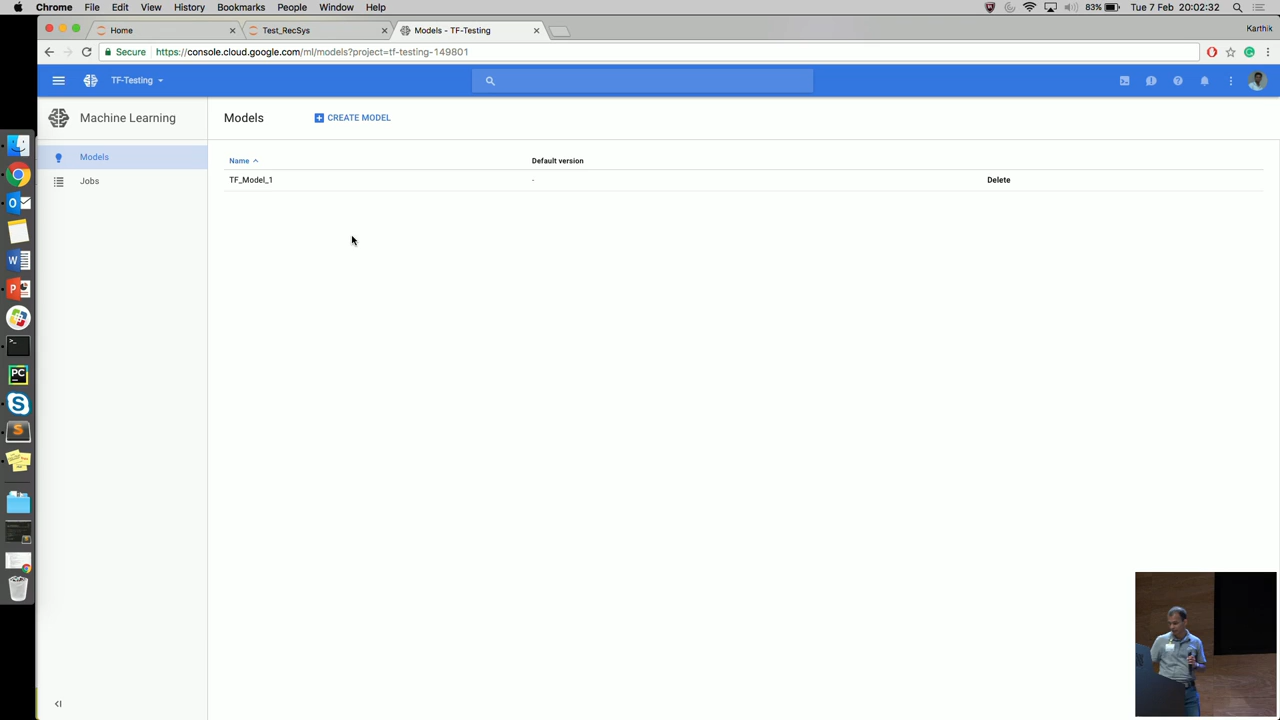 Chrome File Edit View History Bookmarks People Window Help 83% Tue 7 Feb 20:02:32
Home Test_RecSys Models - TF-Testing Karthik
Secure https://console.cloud.google.com/ml/models?project=tf-testing-149801
TF-Testing
Machine Learning Models CREATE MODEL
Models
Jobs
Name Default version
TF_Model_1 - Delete